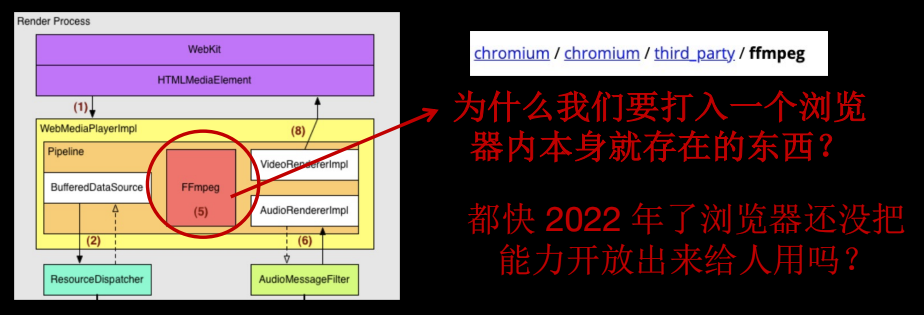 Render Process
WebKit
HTMLMediaElement
(1)
WebMediaPlayerImpl
(8)
Pipeline
BufferedDataSource
FFmpeg
(5)
VideoRendererImpl
AudioRendererImpl
(2)
(6)
ResourceDispatcher
AudioMessageFilter
chromium / chromium / third_party / ffmpeg
为什么我们要打入一个浏览
器内本身就存在的东西？
都快 2022 年了浏览器还没把
能力开放出来给人用吗？